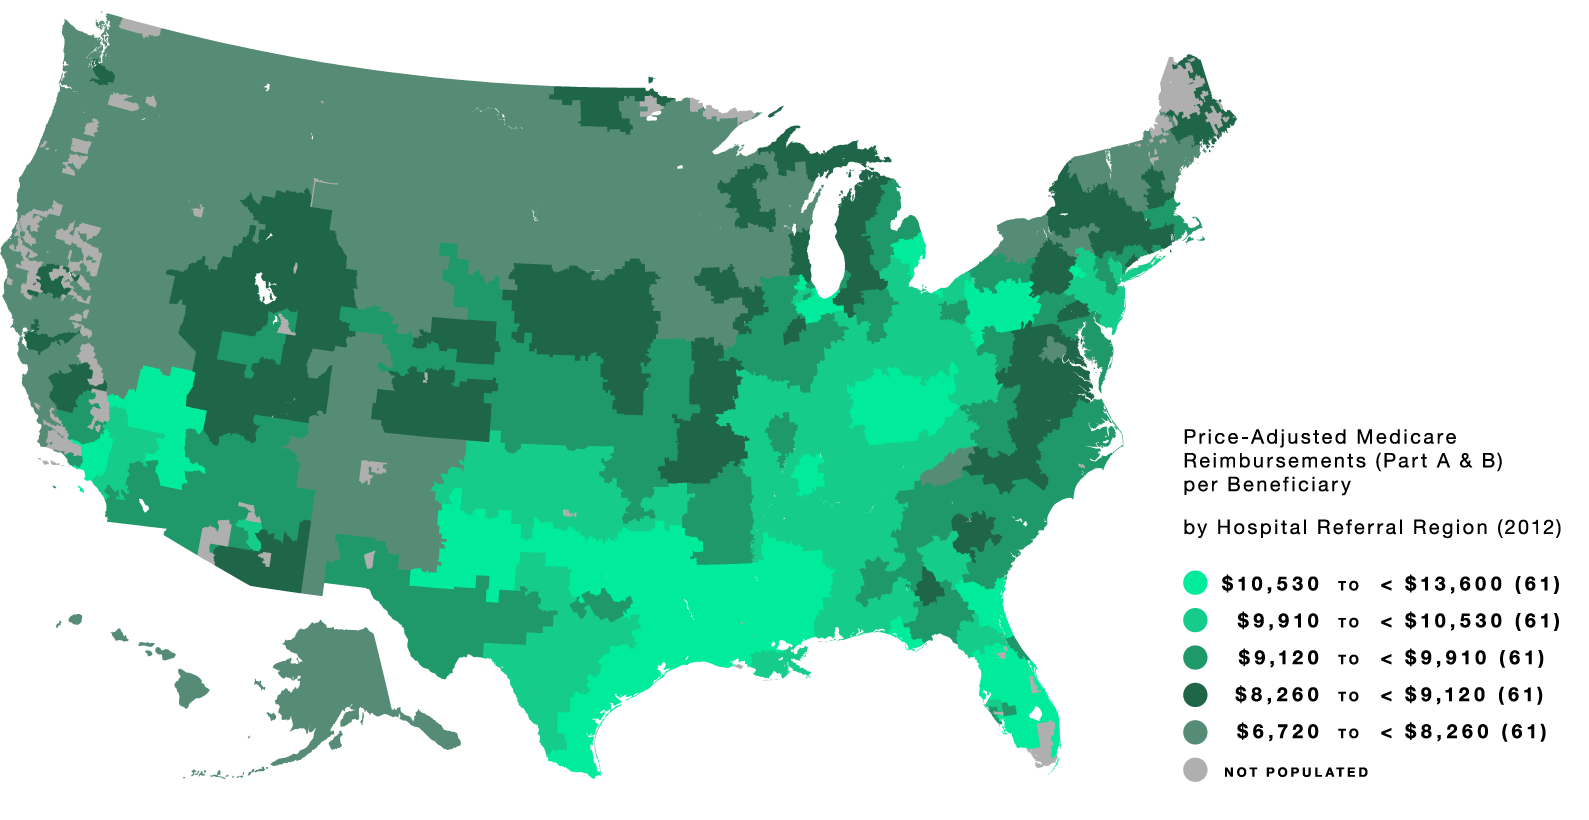 Price-Adjusted Medicare
Reimbursements (Part A & B)
per Beneficiary
by Hospital Referral Region (2012)
$10,530 TO < $13,600 (61)
$9,910 TO < $10,530 (61)
$9,120 TO < $9,910 (61)
$8,260 TO < $9,120 (61)
$6,720 TO < $8,260 (61)
NOT POPULATED